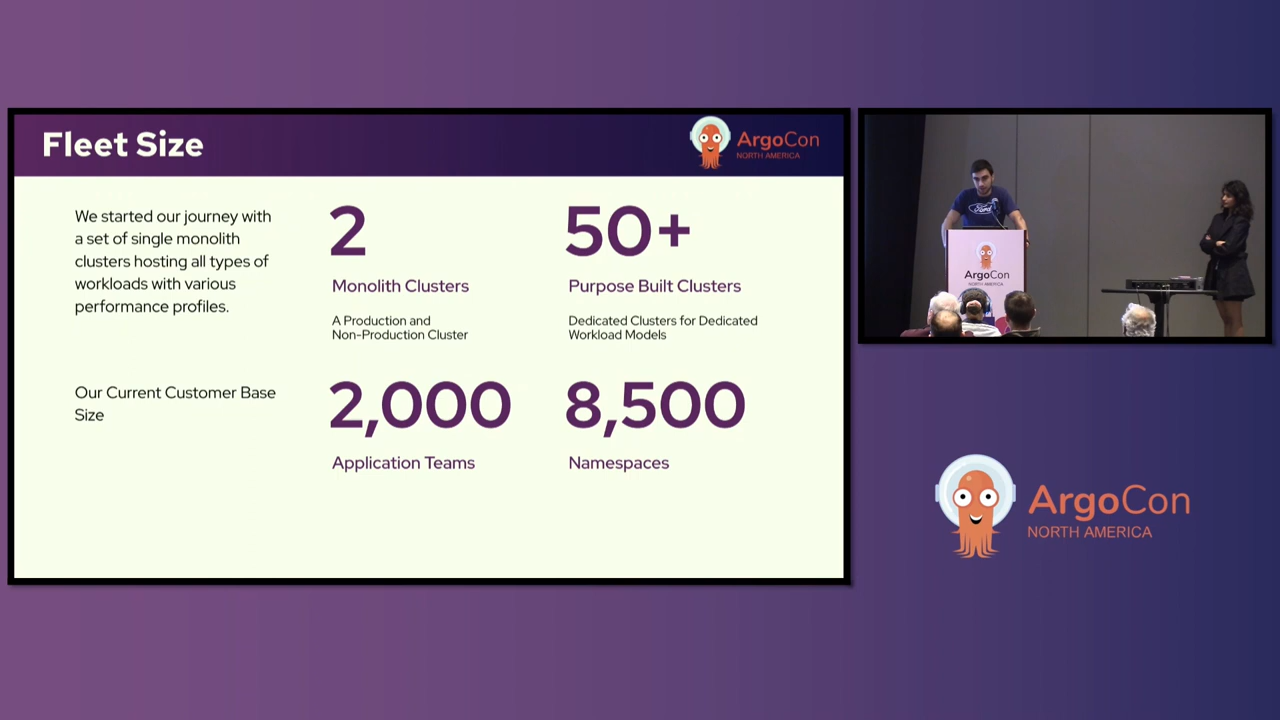 Fleet Size
ArgoCon
NORTH AMERICA
We started our journey with
a set of single monolith
clusters hosting all types of
workloads with various
performance profiles.
2
Monolith Clusters
A Production and
Non-Production Cluster
50+
Purpose Built Clusters
Dedicated Clusters for Dedicated
Workload Models
Our Current Customer Base
Size
2,000
Application Teams
8,500
Namespaces
Ford
ArgoCon
NORTH AMERICA
ArgoCon
NORTH AMERICA